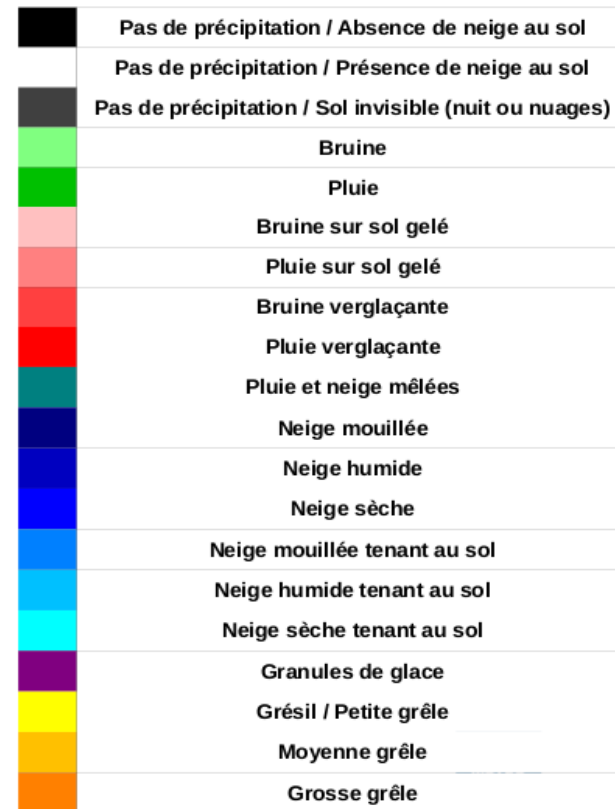 Pas de précipitation / Absence de neige au sol
Pas de précipitation / Présence de neige au sol
Pas de précipitation / Sol invisible (nuit ou nuages)
Bruine
Pluie
Bruine sur sol gelé
Pluie sur sol gelé
Bruine verglaçante
Pluie verglaçante
Pluie et neige mêlées
Neige mouillée
Neige humide
Neige sèche
Neige mouillée tenant au sol
Neige humide tenant au sol
Neige sèche tenant au sol
Granules de glace
Grésil / Petite grêle
Moyenne grêle
Grosse grêle